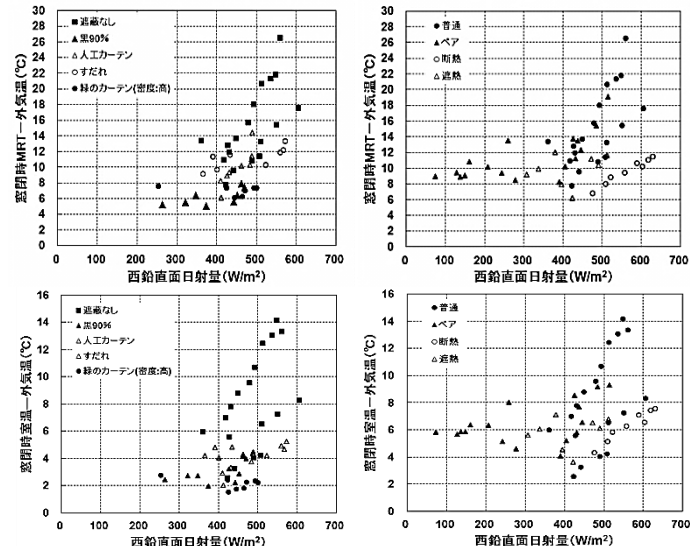 窓閉時MRT－外気温(℃)
30
28
26
24
22
20
18
16
14
12
10
8
6
4
2
0
■遮蔽なし
▲黒90%
△人工カーテン
○すだれ
●緑のカーテン(密度:高)
0 100 200 300 400 500 600 700
西鉛直面日射量(W/m²)
窓閉時MRT－外気温(℃)
30
28
26
24
22
20
18
16
14
12
10
8
6
4
2
0
●普通
▲ペア
○断熱
△遮熱
0 100 200 300 400 500 600 700
西鉛直面日射量(W/m²)
窓閉時室温－外気温(℃)
16
14
12
10
8
6
4
2
0
■遮蔽なし
▲黒90%
△人工カーテン
△すだれ
●緑のカーテン(密度:高)
0 100 200 300 400 500 600 700
西鉛直面日射量(W/m²)
窓閉時室温－外気温(℃)
16
14
12
10
8
6
4
2
0
●普通
▲ペア
○断熱
△遮熱
0 100 200 300 400 500 600 700
西鉛直面日射量(W/m²)